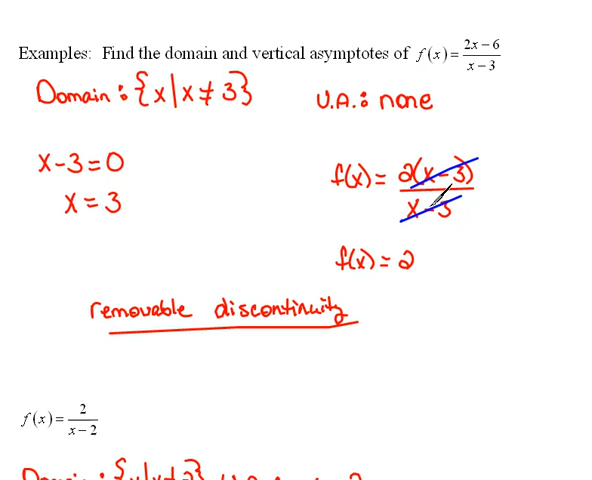 Examples: Find the domain and vertical asymptotes of f(x) = 2x − 6 / x − 3
Domain: {x|x ≠ 3} V.A.: none
x-3=0
x = 3
f(x) = 2(x-3) / x-3
f(x) = 2
removable discontinuity
f(x) = 2 / x − 2